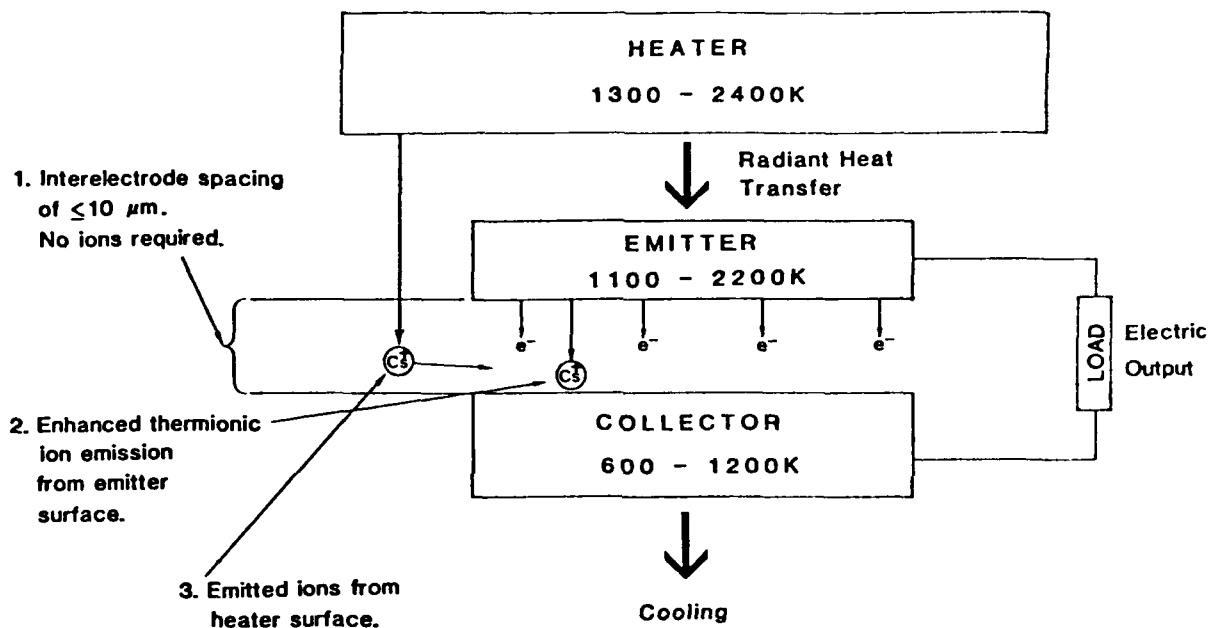 HEATER
1300 - 2400K
Radiant Heat
Transfer
1. Interelectrode spacing
of ≤10 μm.
No ions required.
EMITTER
1100 - 2200K
e⁻ e⁻ e⁻ e⁻
Cs⁺
Cs⁺
LOAD
Electric
Output
COLLECTOR
600 - 1200K
2. Enhanced thermionic
ion emission
from emitter
surface.
3. Emitted ions from
heater surface.
Cooling